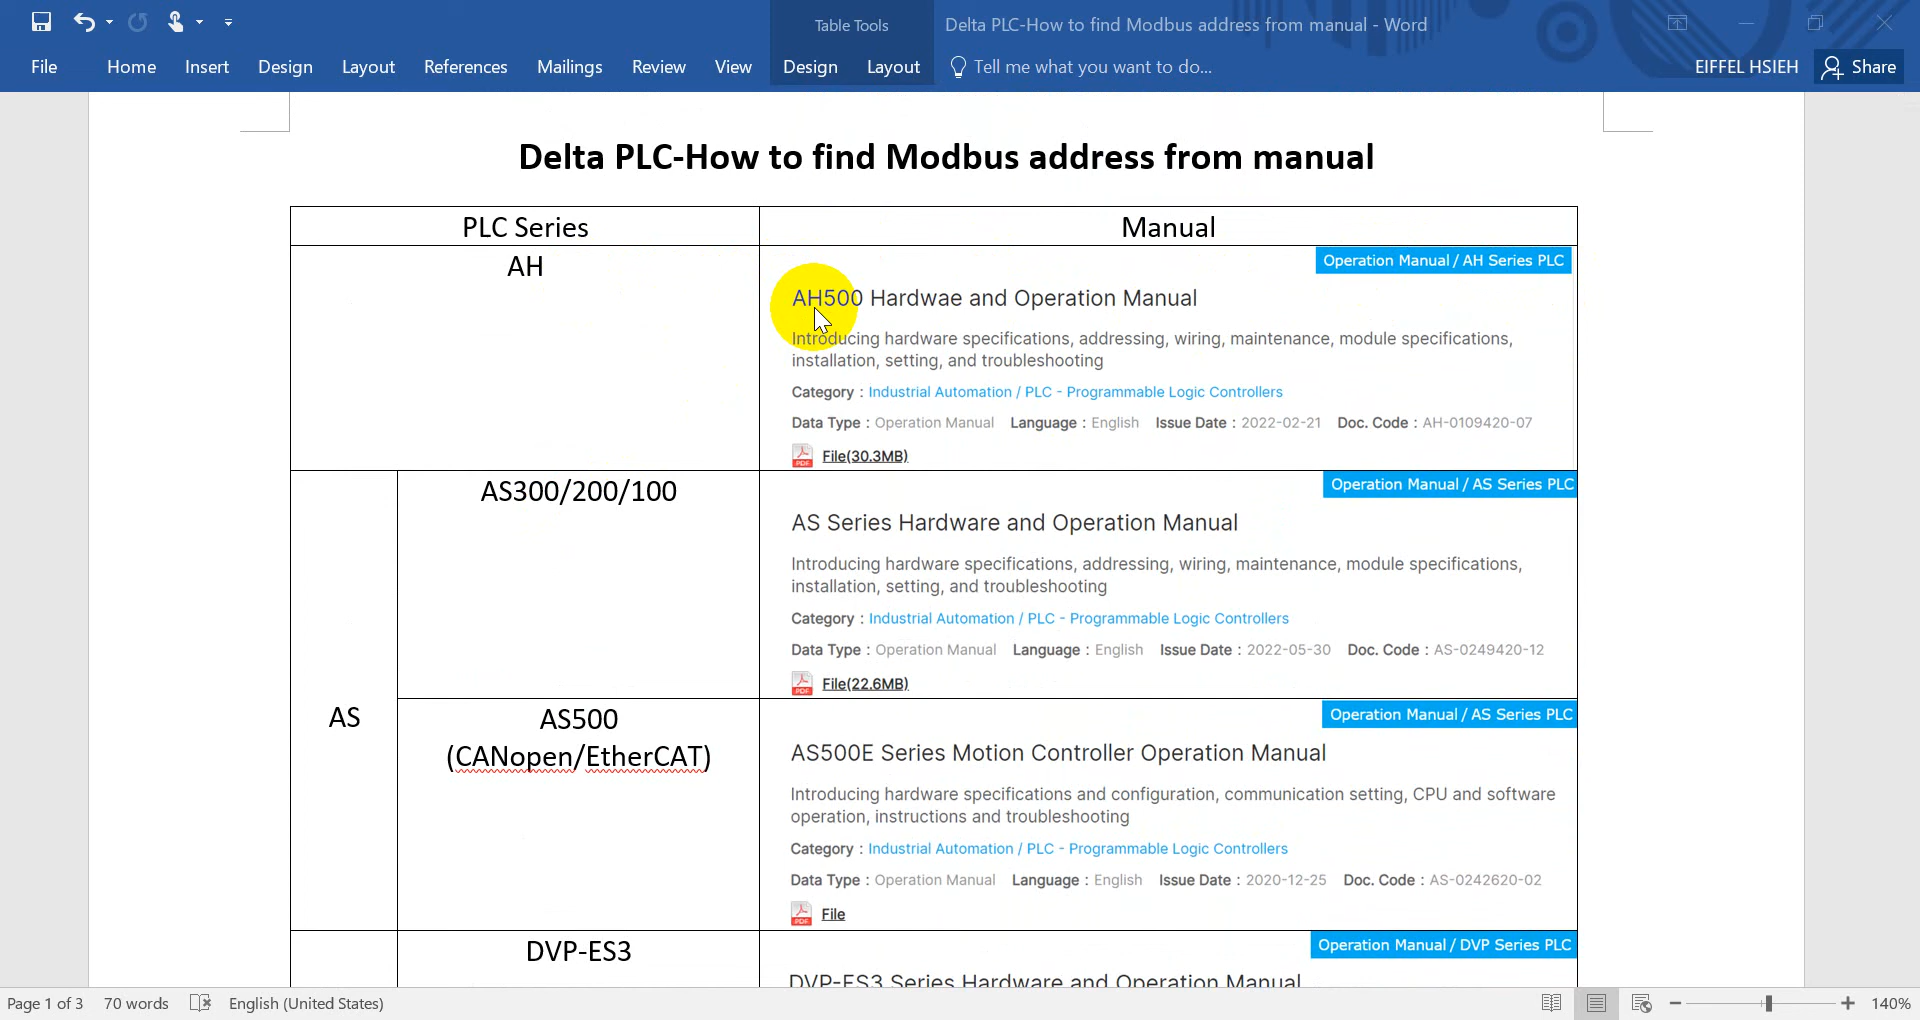 Table Tools
Delta PLC-How to find Modbus address from manual - Word
File Home Insert Design Layout References Mailings Review View Design Layout Tell me what you want to do... EIFFEL HSIEH Share
Delta PLC-How to find Modbus address from manual
PLC Series Manual
AH
Operation Manual / AH Series PLC
AH500 Hardwae and Operation Manual
Introducing hardware specifications, addressing, wiring, maintenance, module specifications,
installation, setting, and troubleshooting
Category : Industrial Automation / PLC - Programmable Logic Controllers
Data Type : Operation Manual Language : English Issue Date : 2022-02-21 Doc. Code : AH-0109420-07
PDF File(30.3MB)
AS
AS300/200/100
Operation Manual / AS Series PLC
AS Series Hardware and Operation Manual
Introducing hardware specifications, addressing, wiring, maintenance, module specifications,
installation, setting, and troubleshooting
Category : Industrial Automation / PLC - Programmable Logic Controllers
Data Type : Operation Manual Language : English Issue Date : 2022-05-30 Doc. Code : AS-0249420-12
PDF File(22.6MB)
AS500
(CANopen/EtherCAT)
Operation Manual / AS Series PLC
AS500E Series Motion Controller Operation Manual
Introducing hardware specifications and configuration, communication setting, CPU and software
operation, instructions and troubleshooting
Category : Industrial Automation / PLC - Programmable Logic Controllers
Data Type : Operation Manual Language : English Issue Date : 2020-12-25 Doc. Code : AS-0242620-02
PDF File
DVP-ES3
Operation Manual / DVP Series PLC
DVP-ES3 Series Hardware and Operation Manual
Page 1 of 3 70 words English (United States) 140%